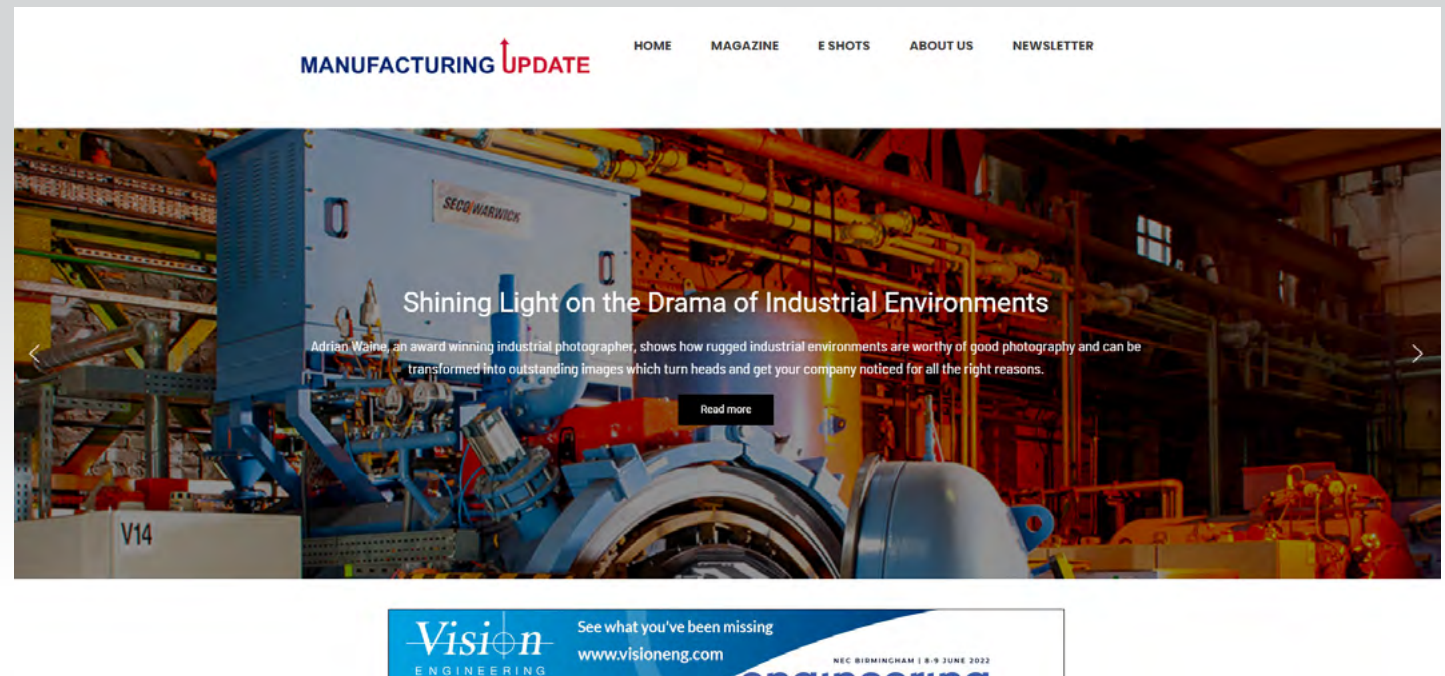 MANUFACTURING UPDATE
HOME MAGAZINE E SHOTS ABOUT US NEWSLETTER
SECO/WARWICK
Shining Light on the Drama of Industrial Environments
Adrian Waine, an award winning industrial photographer, shows how rugged industrial environments are worthy of good photography and can be
transformed into outstanding images which turn heads and get your company noticed for all the right reasons.
Read more
V14
Vision
ENGINEERING
See what you've been missing
www.visioneng.com
NEC BIRMINGHAM | 8-9 JUNE 2022
engineering